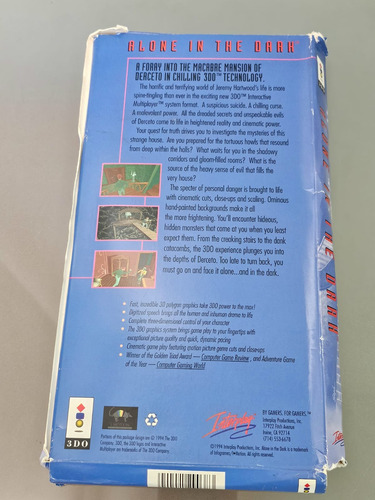 ALONE IN THE DARK™
A FORAY INTO THE MACABRE MANSION OF
DERCETO IN CHILLING 3DO™ TECHNOLOGY.
The horrific and terrifying world of Jeremy Hartwood's life is more
spine-tingling than ever in the exciting new 3DO™ Interactive
Multiplayer™ system format. A suspicious suicide. A chilling curse.
A malevolent power. All the dreaded secrets and unspeakable evils
of Derceto come to life in heightened reality and cinematic power.
Your quest for truth drives you to investigate the mysteries of this
strange house. Are you prepared for the tortuous howls that resound
from deep within the halls? What waits for you in the shadowy
corridors and gloom-filled rooms? What is the
source of the heavy sense of evil that fills the
very house?
The specter of personal danger is brought to life
with cinematic cuts, close-ups and scaling. Ominous
hand-painted backgrounds make it all
the more frightening. You'll encounter hideous,
hidden monsters that come at you when you least
expect them. From the creaking stairs to the dank
catacombs, the 3DO experience plunges you into
the depths of Derceto. Too late to turn back, you
must go on and face it alone...and in the dark.
• Fast, incredible 3D polygon graphics take 3DO power to the max!
• Digitized speech brings all the human and inhuman drama to life
• Complete three-dimensional control of your character
• The 3DO graphics system brings game play to your fingertips with
exceptional picture quality and quick, dynamic pacing
• Cinematic game play featuring motion picture game cuts and close-ups
• Winner of the Golden Triad Award — Computer Game Review, and Adventure Game
of the Year — Computer Gaming World
3DO
Portions of this package design are © 1994 The 3DO
Company. 3DO, the 3DO logos and Interactive
Multiplayer are trademarks of The 3DO Company.
Interplay
BY GAMERS. FOR GAMERS.™
Interplay Productions, Inc.
17922 Fitch Avenue
Irvine, CA 92714
(714) 553-6678
©1994 Interplay Productions, Inc. Alone in the Dark is a trademark
of Infogrames. All rights reserved.
ALONE IN THE DARK